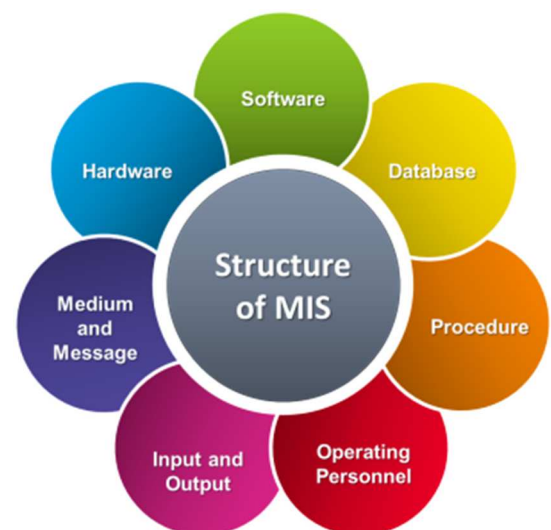 Software
Hardware
Database
Structure
of MIS
Medium
and
Message
Procedure
Input and
Output
Operating
Personnel